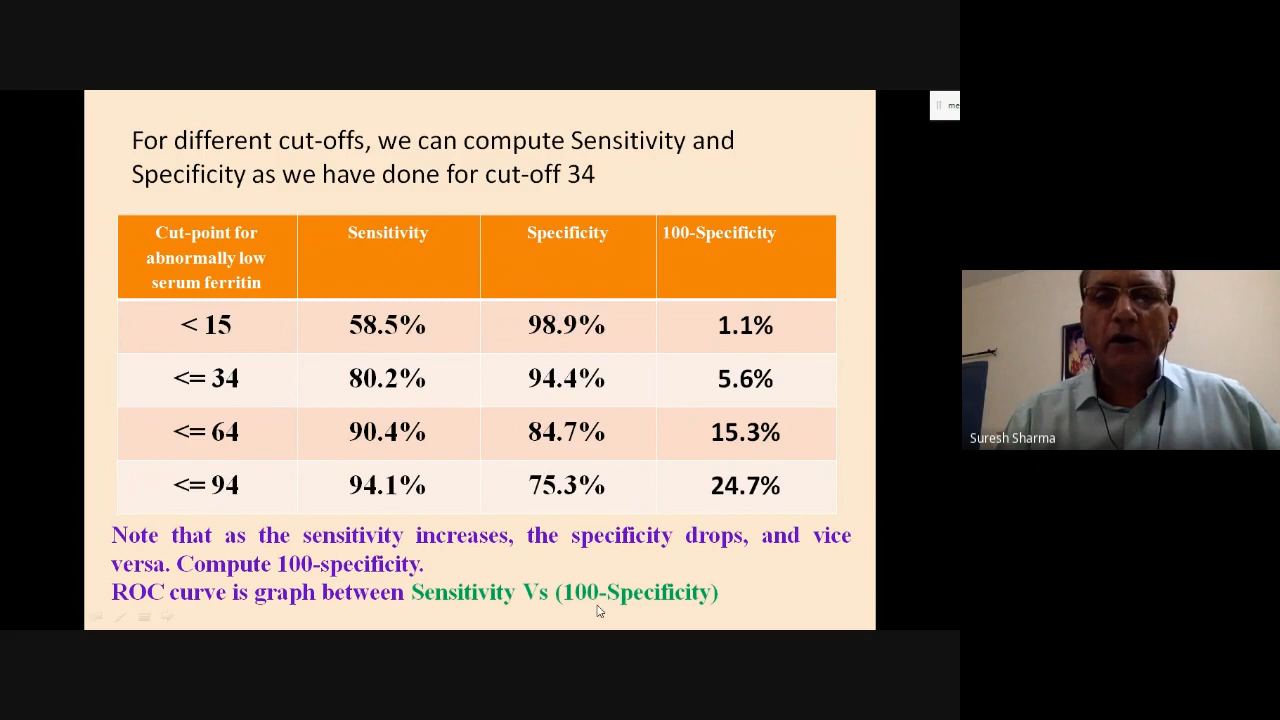 For different cut-offs, we can compute Sensitivity and
Specificity as we have done for cut-off 34
Cut-point for
abnormally low
serum ferritin
Sensitivity
Specificity
100-Specificity
< 15
58.5%
98.9%
1.1%
<= 34
80.2%
94.4%
5.6%
<= 64
90.4%
84.7%
15.3%
<= 94
94.1%
75.3%
24.7%
Note that as the sensitivity increases, the specificity drops, and vice
versa. Compute 100-specificity.
ROC curve is graph between Sensitivity Vs (100-Specificity)
me
Suresh Sharma